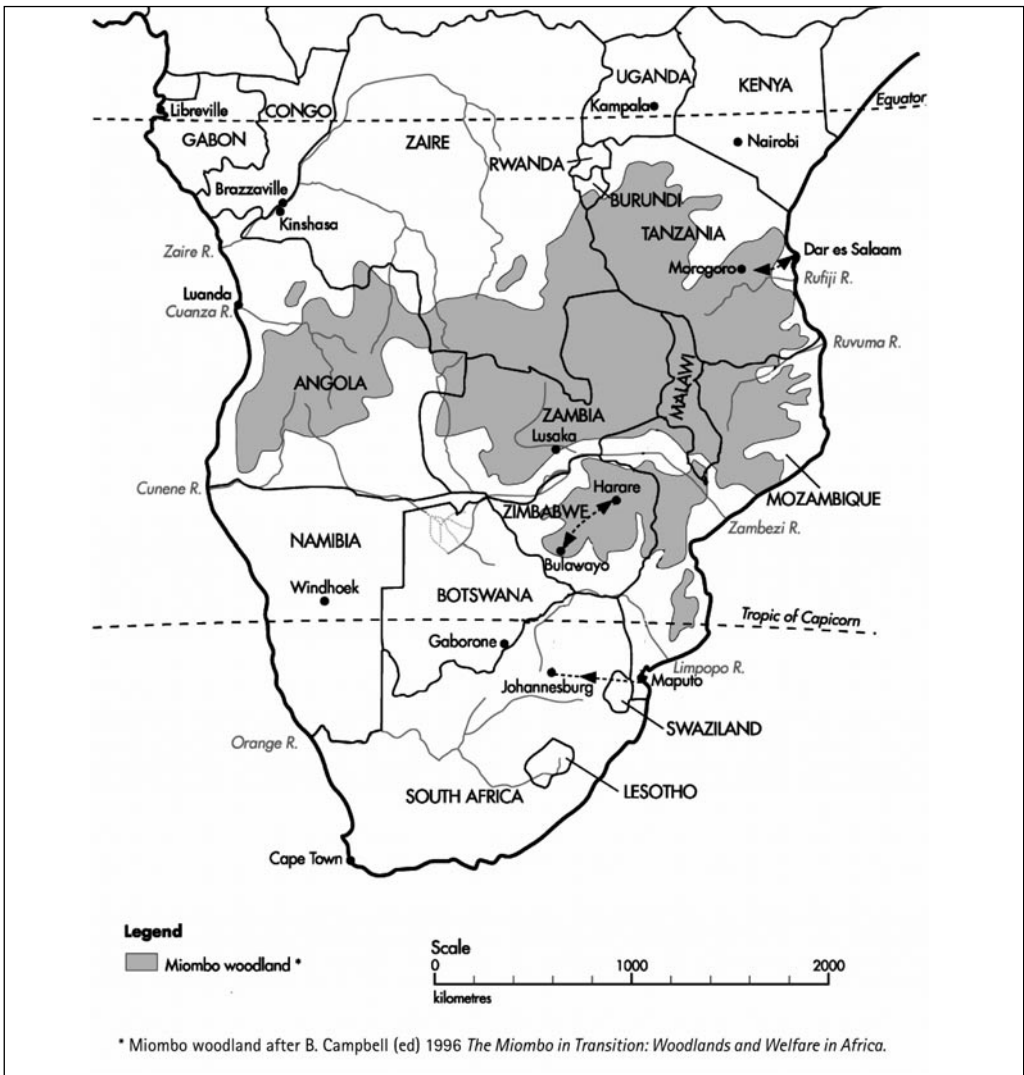 UGANDA
KENYA
Kampala
Equator
Libreville
CONGO
GABON
ZAIRE
Nairobi
RWANDA
Brazzaville
BURUNDI
Kinshasa
TANZANIA
Zaire R.
Dar es Salaam
Morogoro
Rufiji R.
Luanda
Cuanza R.
Ruvuma R.
ANGOLA
MALAWI
ZAMBIA
Lusaka
Cunene R.
Harare
MOZAMBIQUE
ZIMBABWE
Zambezi R.
NAMIBIA
Bulawayo
Windhoek
BOTSWANA
Tropic of Capicorn
Gaborone
Limpopo R.
Johannesburg
Maputo
SWAZILAND
Orange R.
LESOTHO
SOUTH AFRICA
Cape Town
Legend
Miombo woodland *
Scale
0 1000 2000
kilometres
* Miombo woodland after B. Campbell (ed) 1996 The Miombo in Transition: Woodlands and Welfare in Africa.